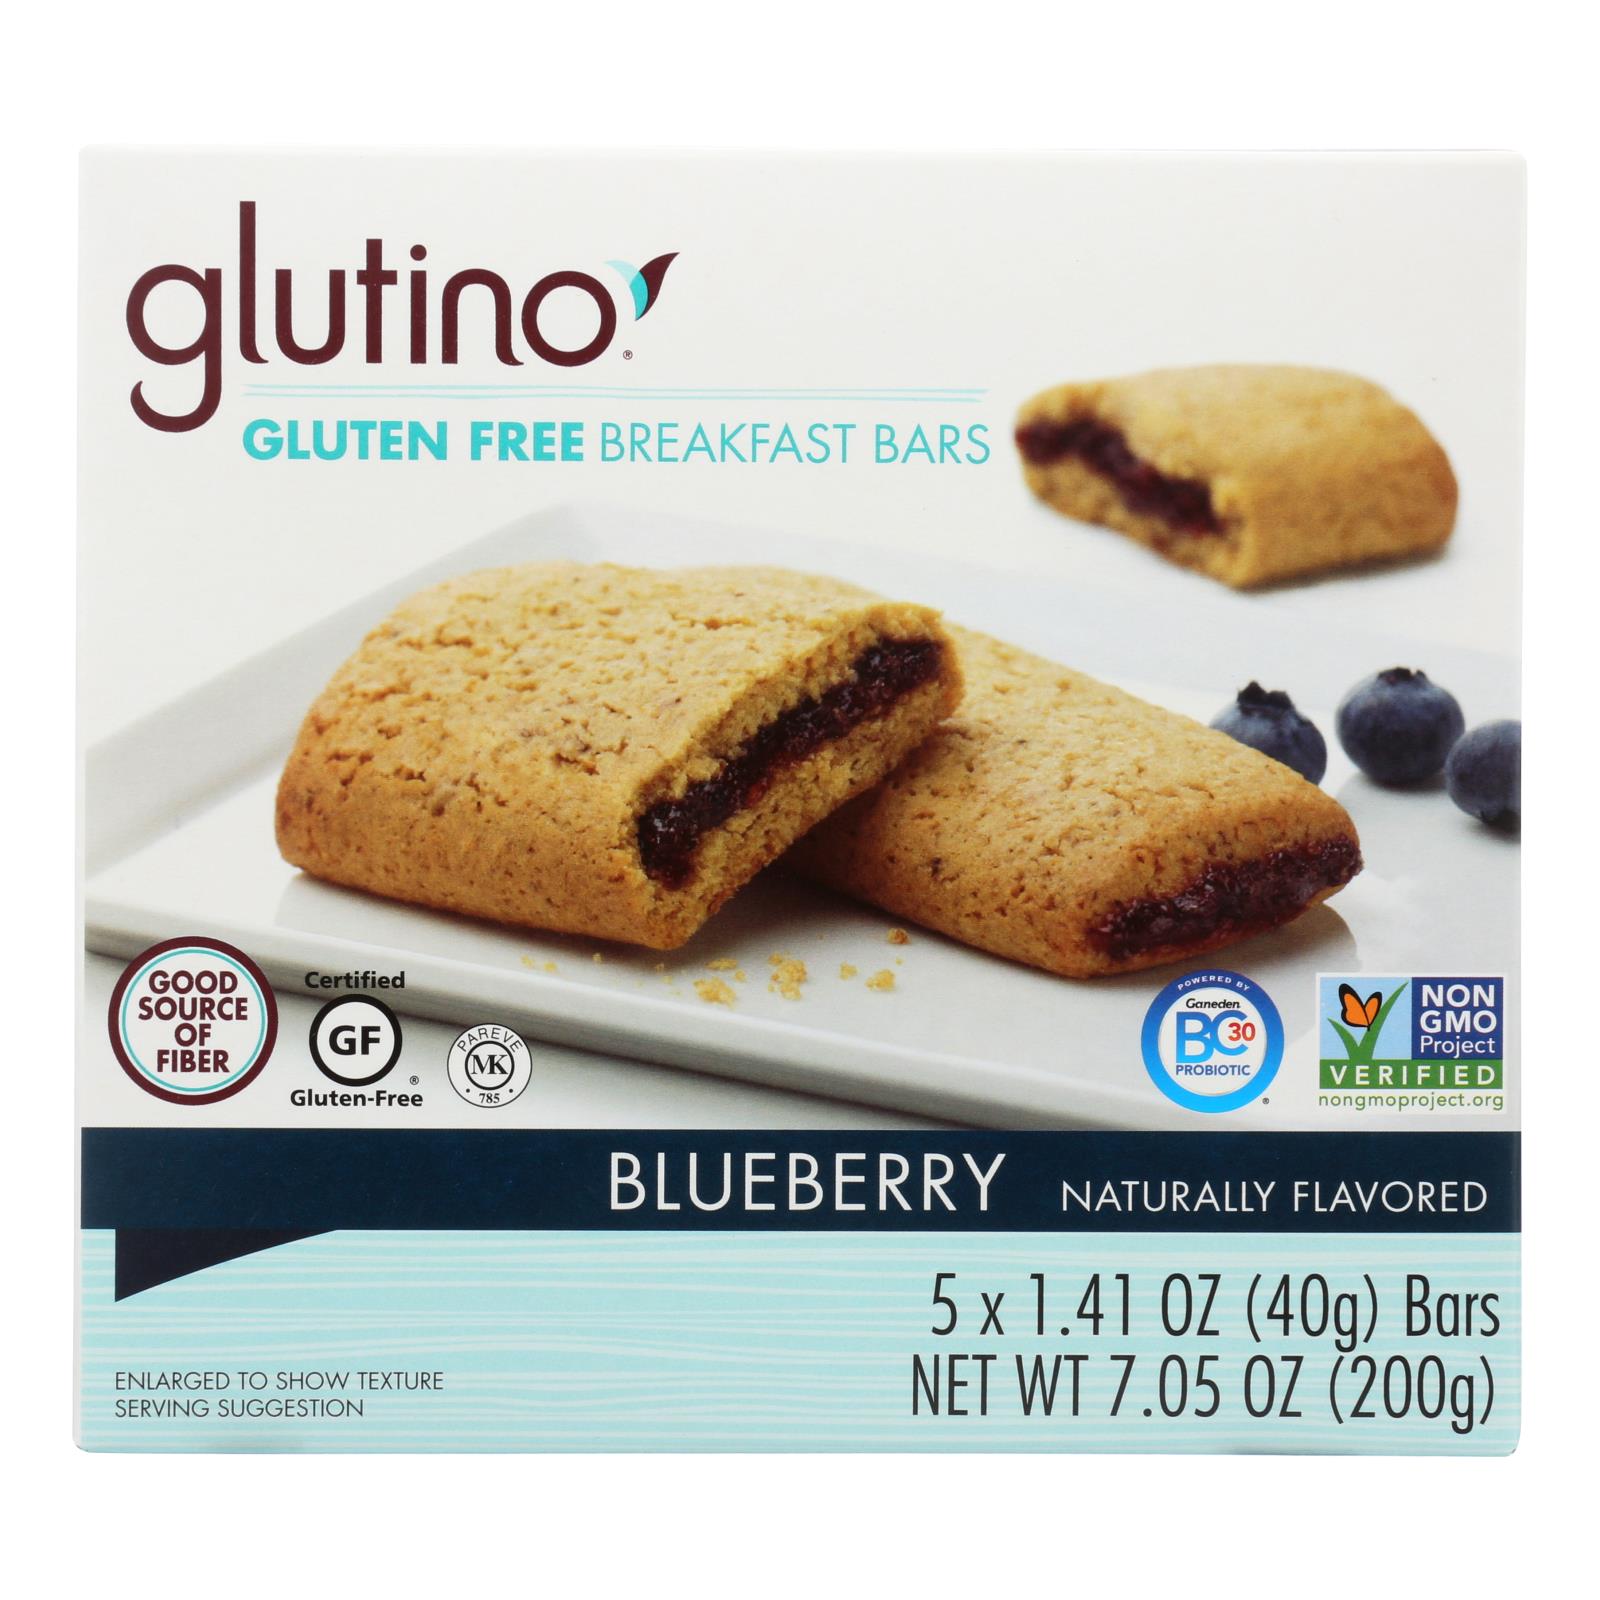 glutino®
GLUTEN FREE BREAKFAST BARS
GOOD
SOURCE
OF
FIBER
Certified
GF
®
Gluten-Free
PAREVE
MK
• 785 •
POWERED BY
Ganeden
BC30
PROBIOTIC
®
NON
GMO
Project
VERIFIED
nongmoproject.org
BLUEBERRY NATURALLY FLAVORED
5 x 1.41 OZ (40g) Bars
NET WT 7.05 OZ (200g)
ENLARGED TO SHOW TEXTURE
SERVING SUGGESTION